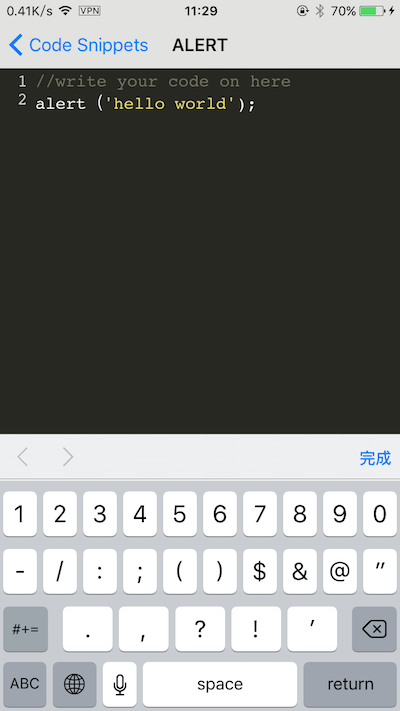 0.41K/s VPN 11:29 70%
Code Snippets ALERT
1 //write your code on here
2 alert ('hello world');
完成
1 2 3 4 5 6 7 8 9 0
- / : ; ( ) $ & @ "
#+= . , ? ! '
ABC space return